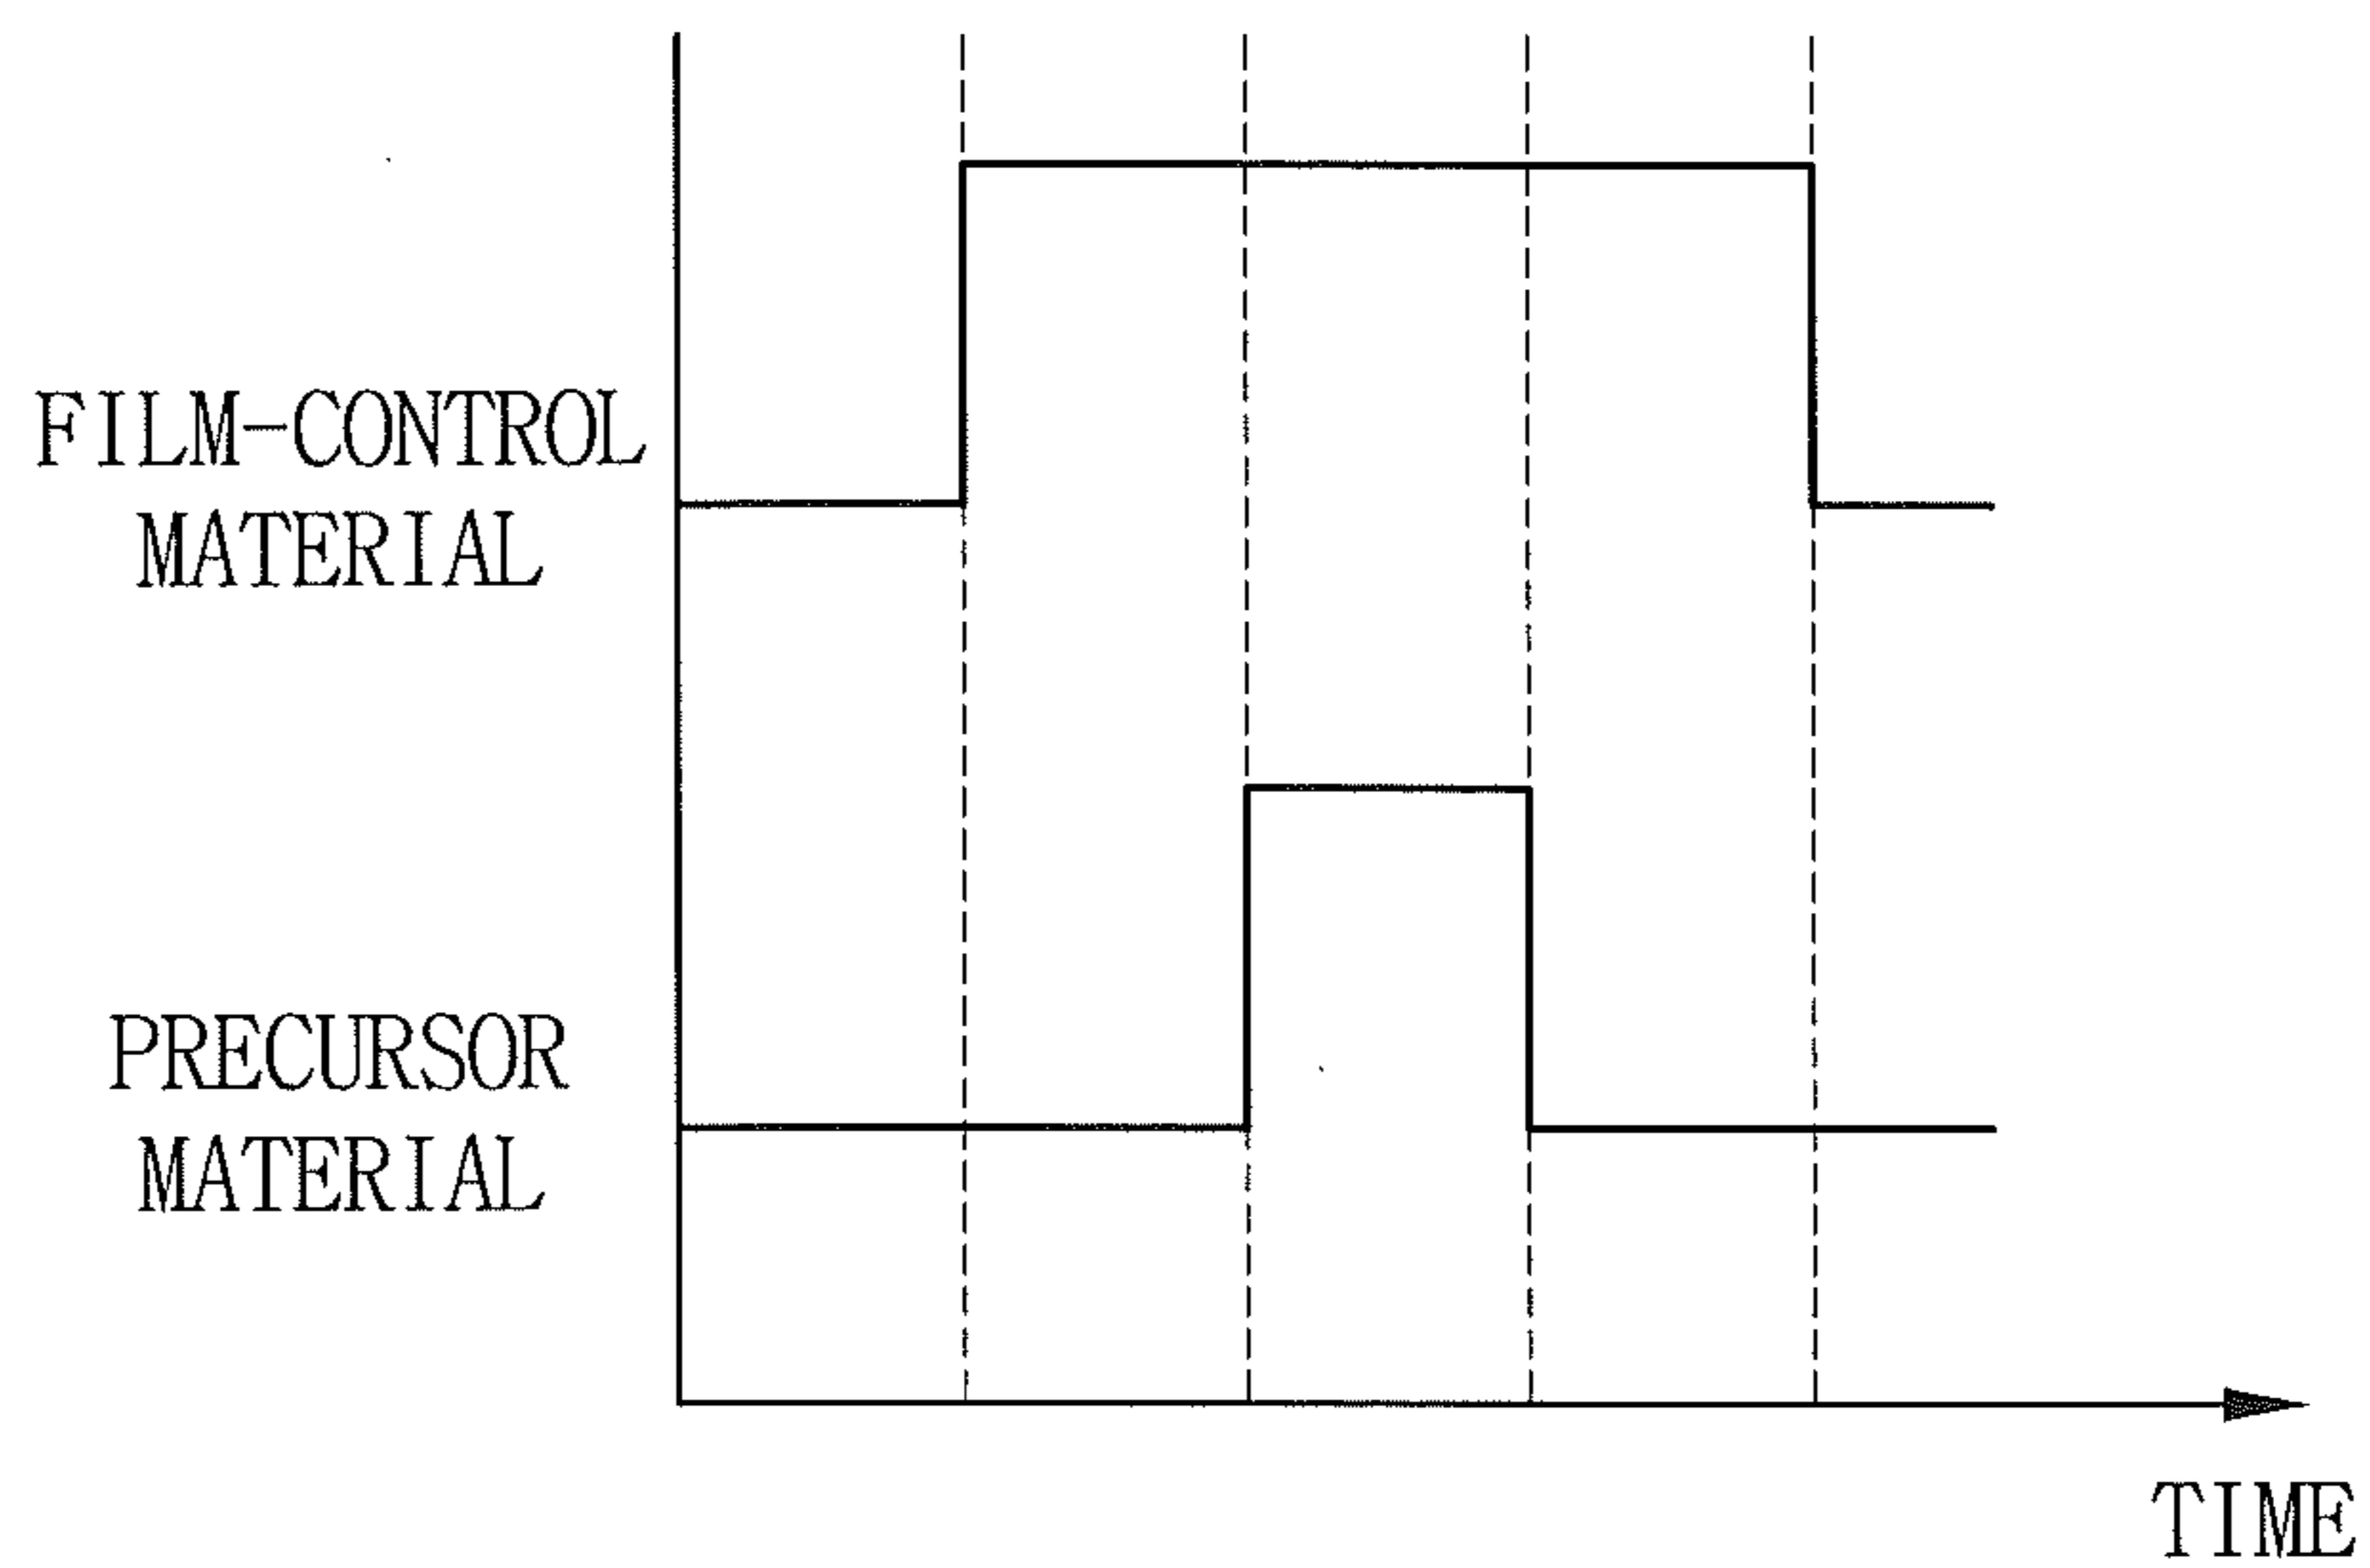 FILM-CONTROL
MATERIAL
PRECURSOR
MATERIAL
TIME